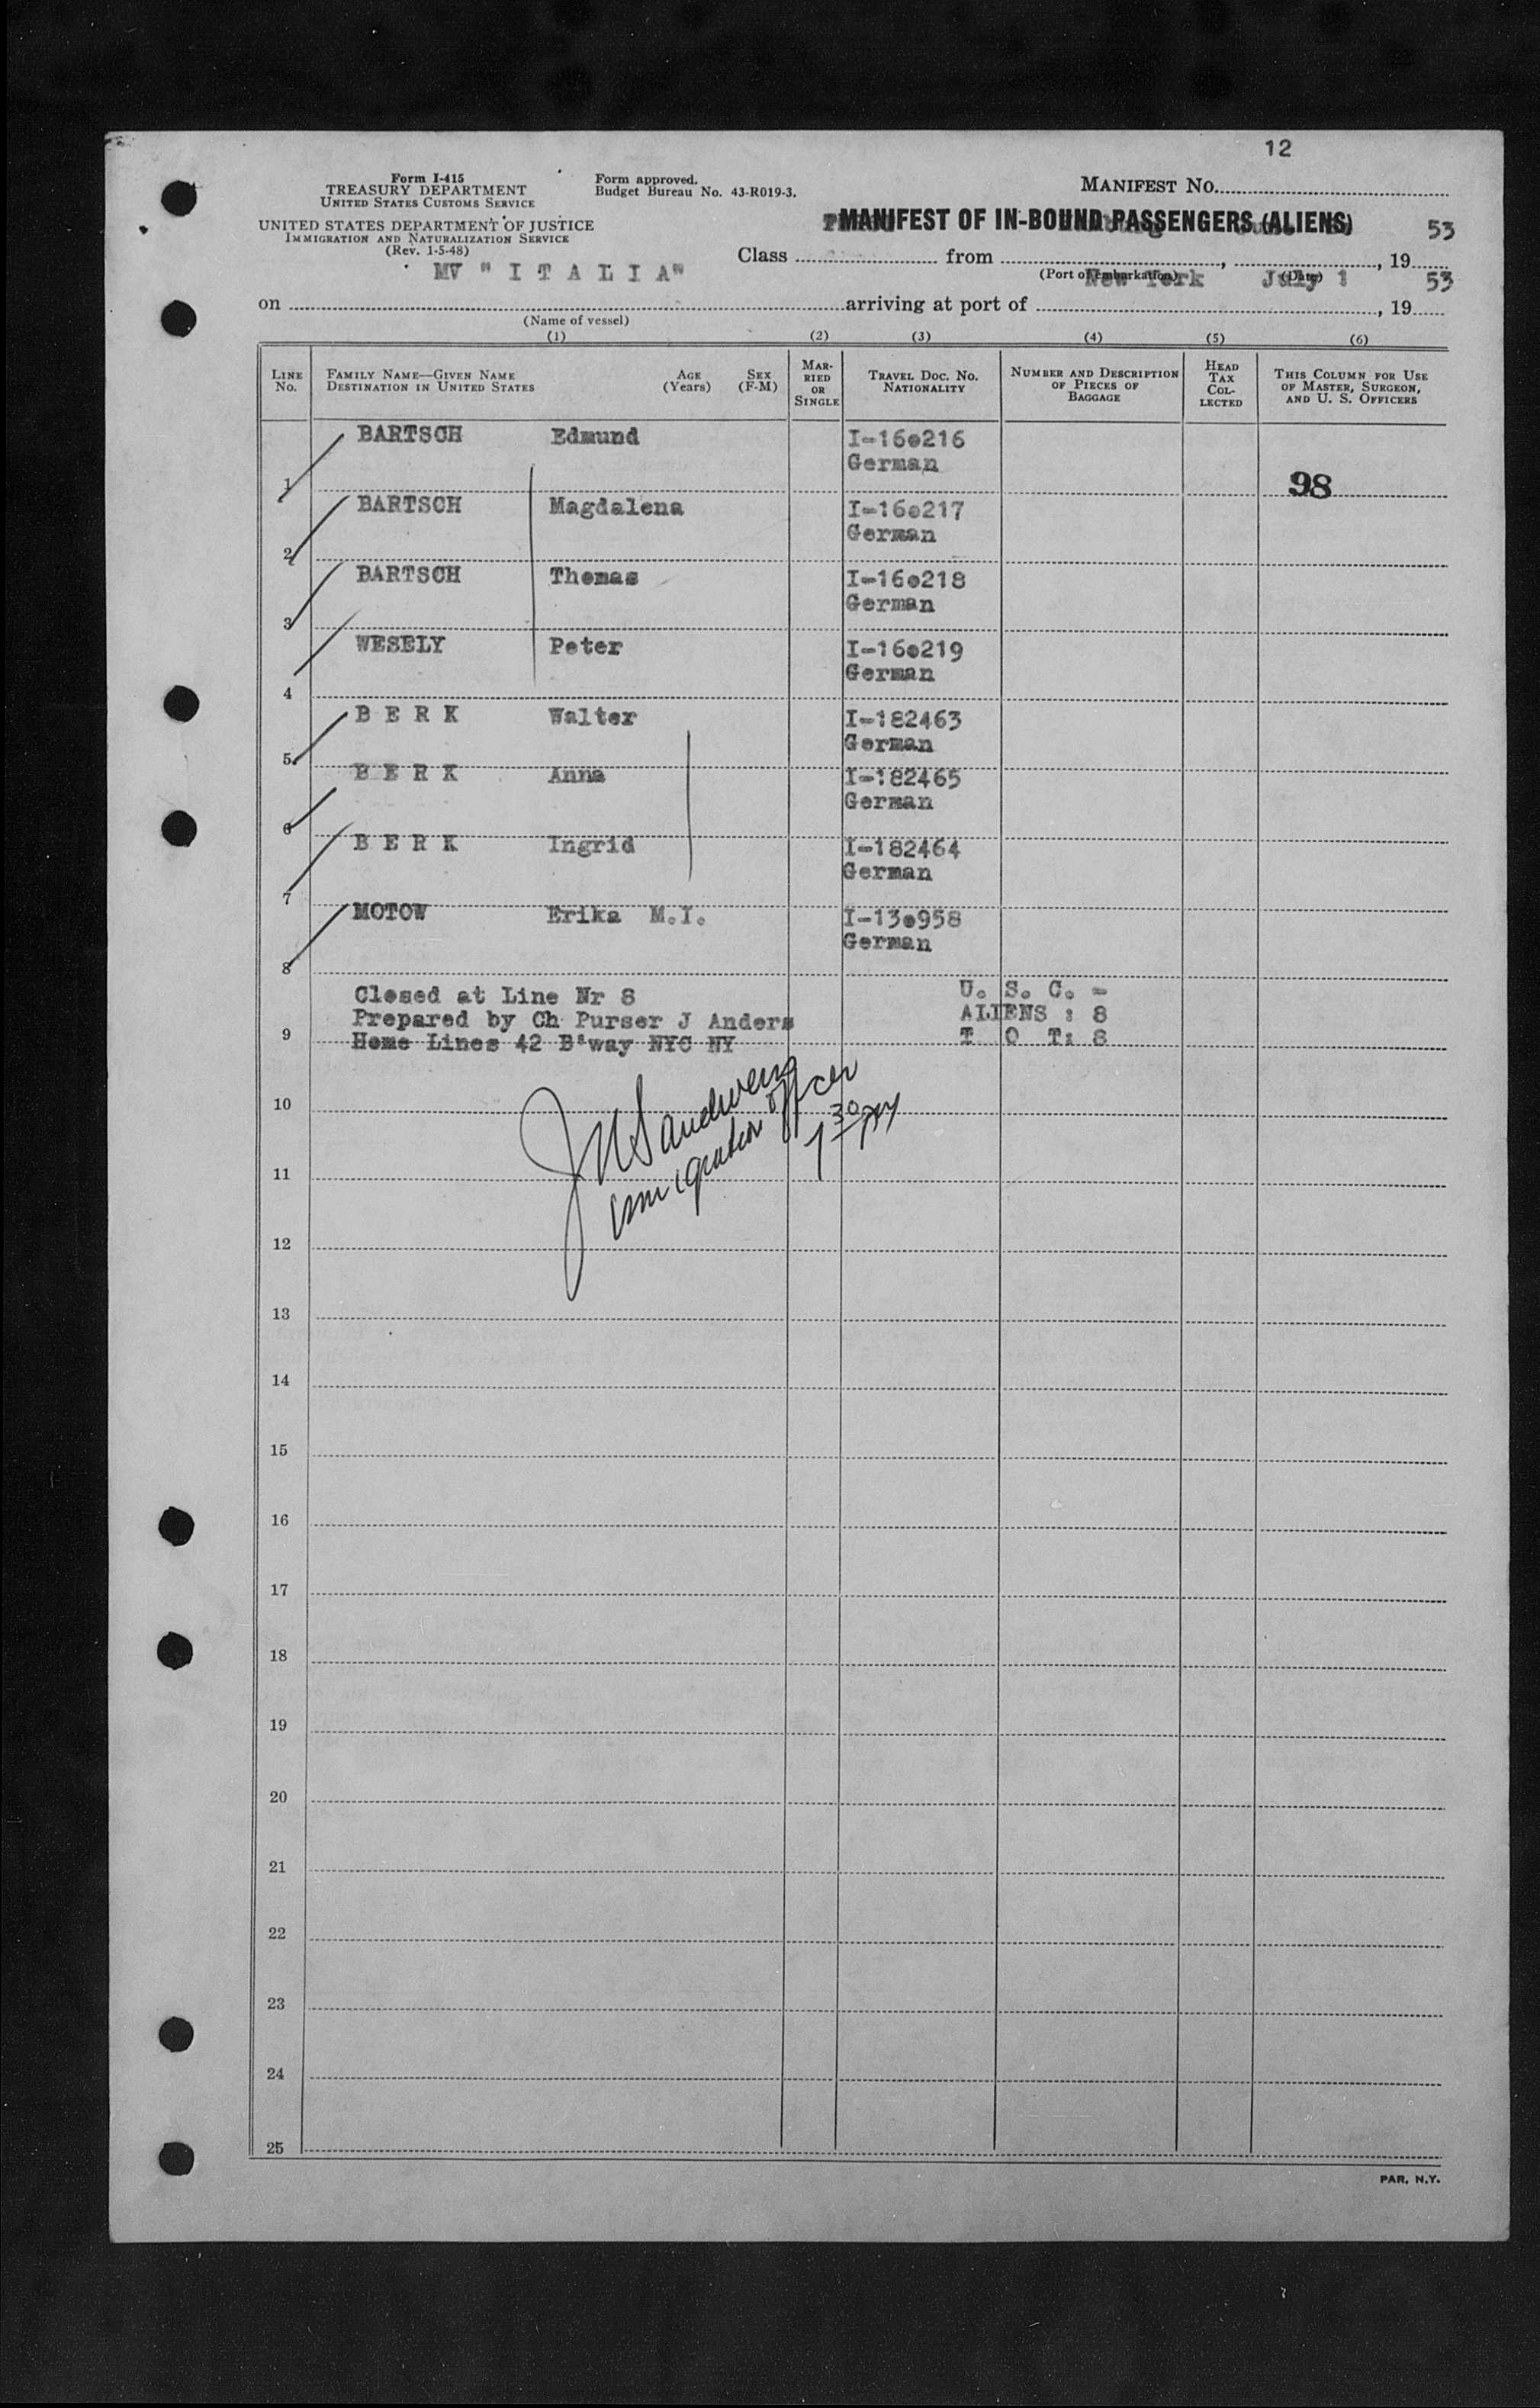 12
Form I-415
TREASURY DEPARTMENT
UNITED STATES CUSTOMS SERVICE
Form approved.
Budget Bureau No. 43-R019-3.
MANIFEST NO.
UNITED STATES DEPARTMENT OF JUSTICE
IMMIGRATION AND NATURALIZATION SERVICE
(Rev. 1-5-48)
MANIFEST OF IN-BOUND PASSENGERS (ALIENS)
Class from , , 19 53
(Port of Embarkation) (Date)
MV "I T A L I A" New York July 1 53
on arriving at port of , 19
(Name of vessel)
(1) (2) (3) (4) (5) (6)
LINE No. FAMILY NAME—GIVEN NAME DESTINATION IN UNITED STATES AGE (Years) SEX (F-M) MARRIED OR SINGLE TRAVEL DOC. NO. NATIONALITY NUMBER AND DESCRIPTION OF PIECES OF BAGGAGE HEAD TAX COLLECTED THIS COLUMN FOR USE OF MASTER, SURGEON, AND U. S. OFFICERS
BARTSCH Edmund I-16o216
German
1 98
BARTSCH Magdalena I-16o217
German
2
BARTSCH Thomas I-16o218
German
3
WESELY Peter I-16o219
German
4
B E R K Walter I-182463
German
5
B E R K Anna I-182465
German
6
B E R K Ingrid I-182464
German
7
MOTOW Erika M.I. I-13o958
German
8
Closed at Line Nr 8 U. S. C. -
Prepared by Ch Purser J Anders ALIENS : 8
9 Home Lines 42 B'way NYC NY T O T: 8
Immigration Officer
10
11
12
13
14
15
16
17
18
19
20
21
22
23
24
25
PAR. N.Y.